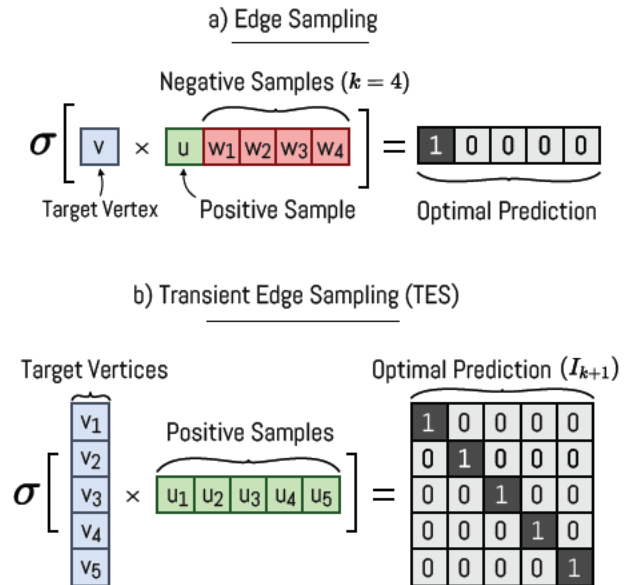 a) Edge Sampling
Negative Samples (k = 4)
σ [ v × u w₁ w₂ w₃ w₄ ] = 1 0 0 0 0
Target Vertex
Positive Sample
Optimal Prediction
b) Transient Edge Sampling (TES)
Target Vertices
Optimal Prediction (Iₖ₊₁)
Positive Samples
v₁
v₂
σ [ v₃ × u₁ u₂ u₃ u₄ u₅ ] =
v₄
v₅
1 0 0 0 0
0 1 0 0 0
0 0 1 0 0
0 0 0 1 0
0 0 0 0 1